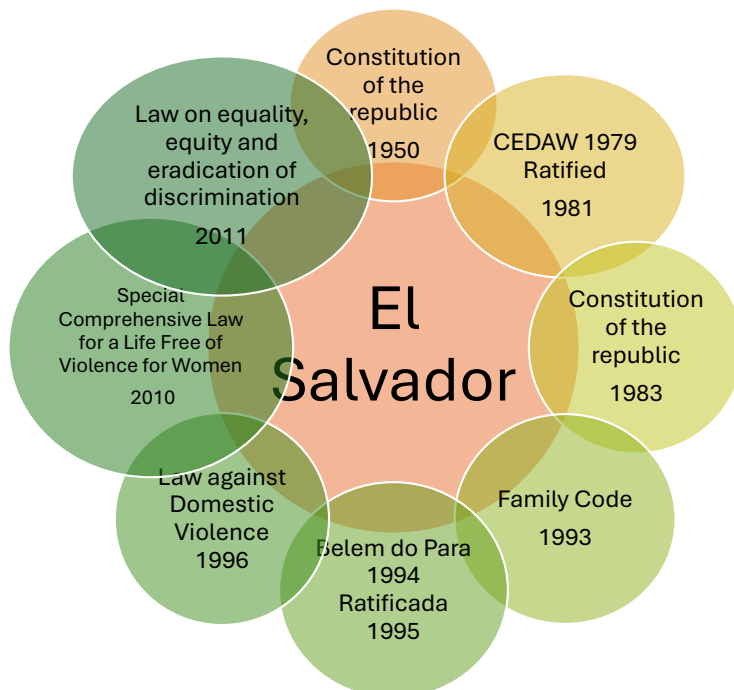 Constitution
of the
republic
1950
CEDAW 1979
Ratified
1981
Constitution
of the
republic
1983
Family Code
1993
Belem do Para
1994
Ratificada
1995
Law against
Domestic
Violence
1996
Special
Comprehensive Law
for a Life Free of
Violence for Women
2010
Law on equality,
equity and
eradication of
discrimination
2011
El
Salvador